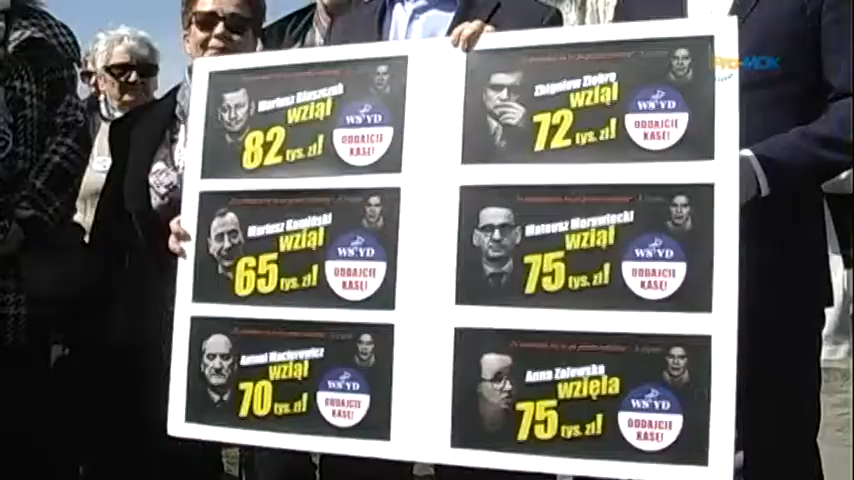 Pro-MOK
Mariusz Błaszczak
wziął
82 tys. zł!
WSTYD
ODDAJCIE
KASĘ!
Zbigniew Ziobro
wziął
72 tys. zł!
WSTYD
ODDAJCIE
KASĘ!
Mariusz Kamiński
wziął
65 tys. zł!
WSTYD
ODDAJCIE
KASĘ!
Mateusz Morawiecki
wziął
75 tys. zł!
WSTYD
ODDAJCIE
KASĘ!
Antoni Macierewicz
wziął
70 tys. zł!
WSTYD
ODDAJCIE
KASĘ!
Anna Zalewska
wzięła
75 tys. zł!
WSTYD
ODDAJCIE
KASĘ!